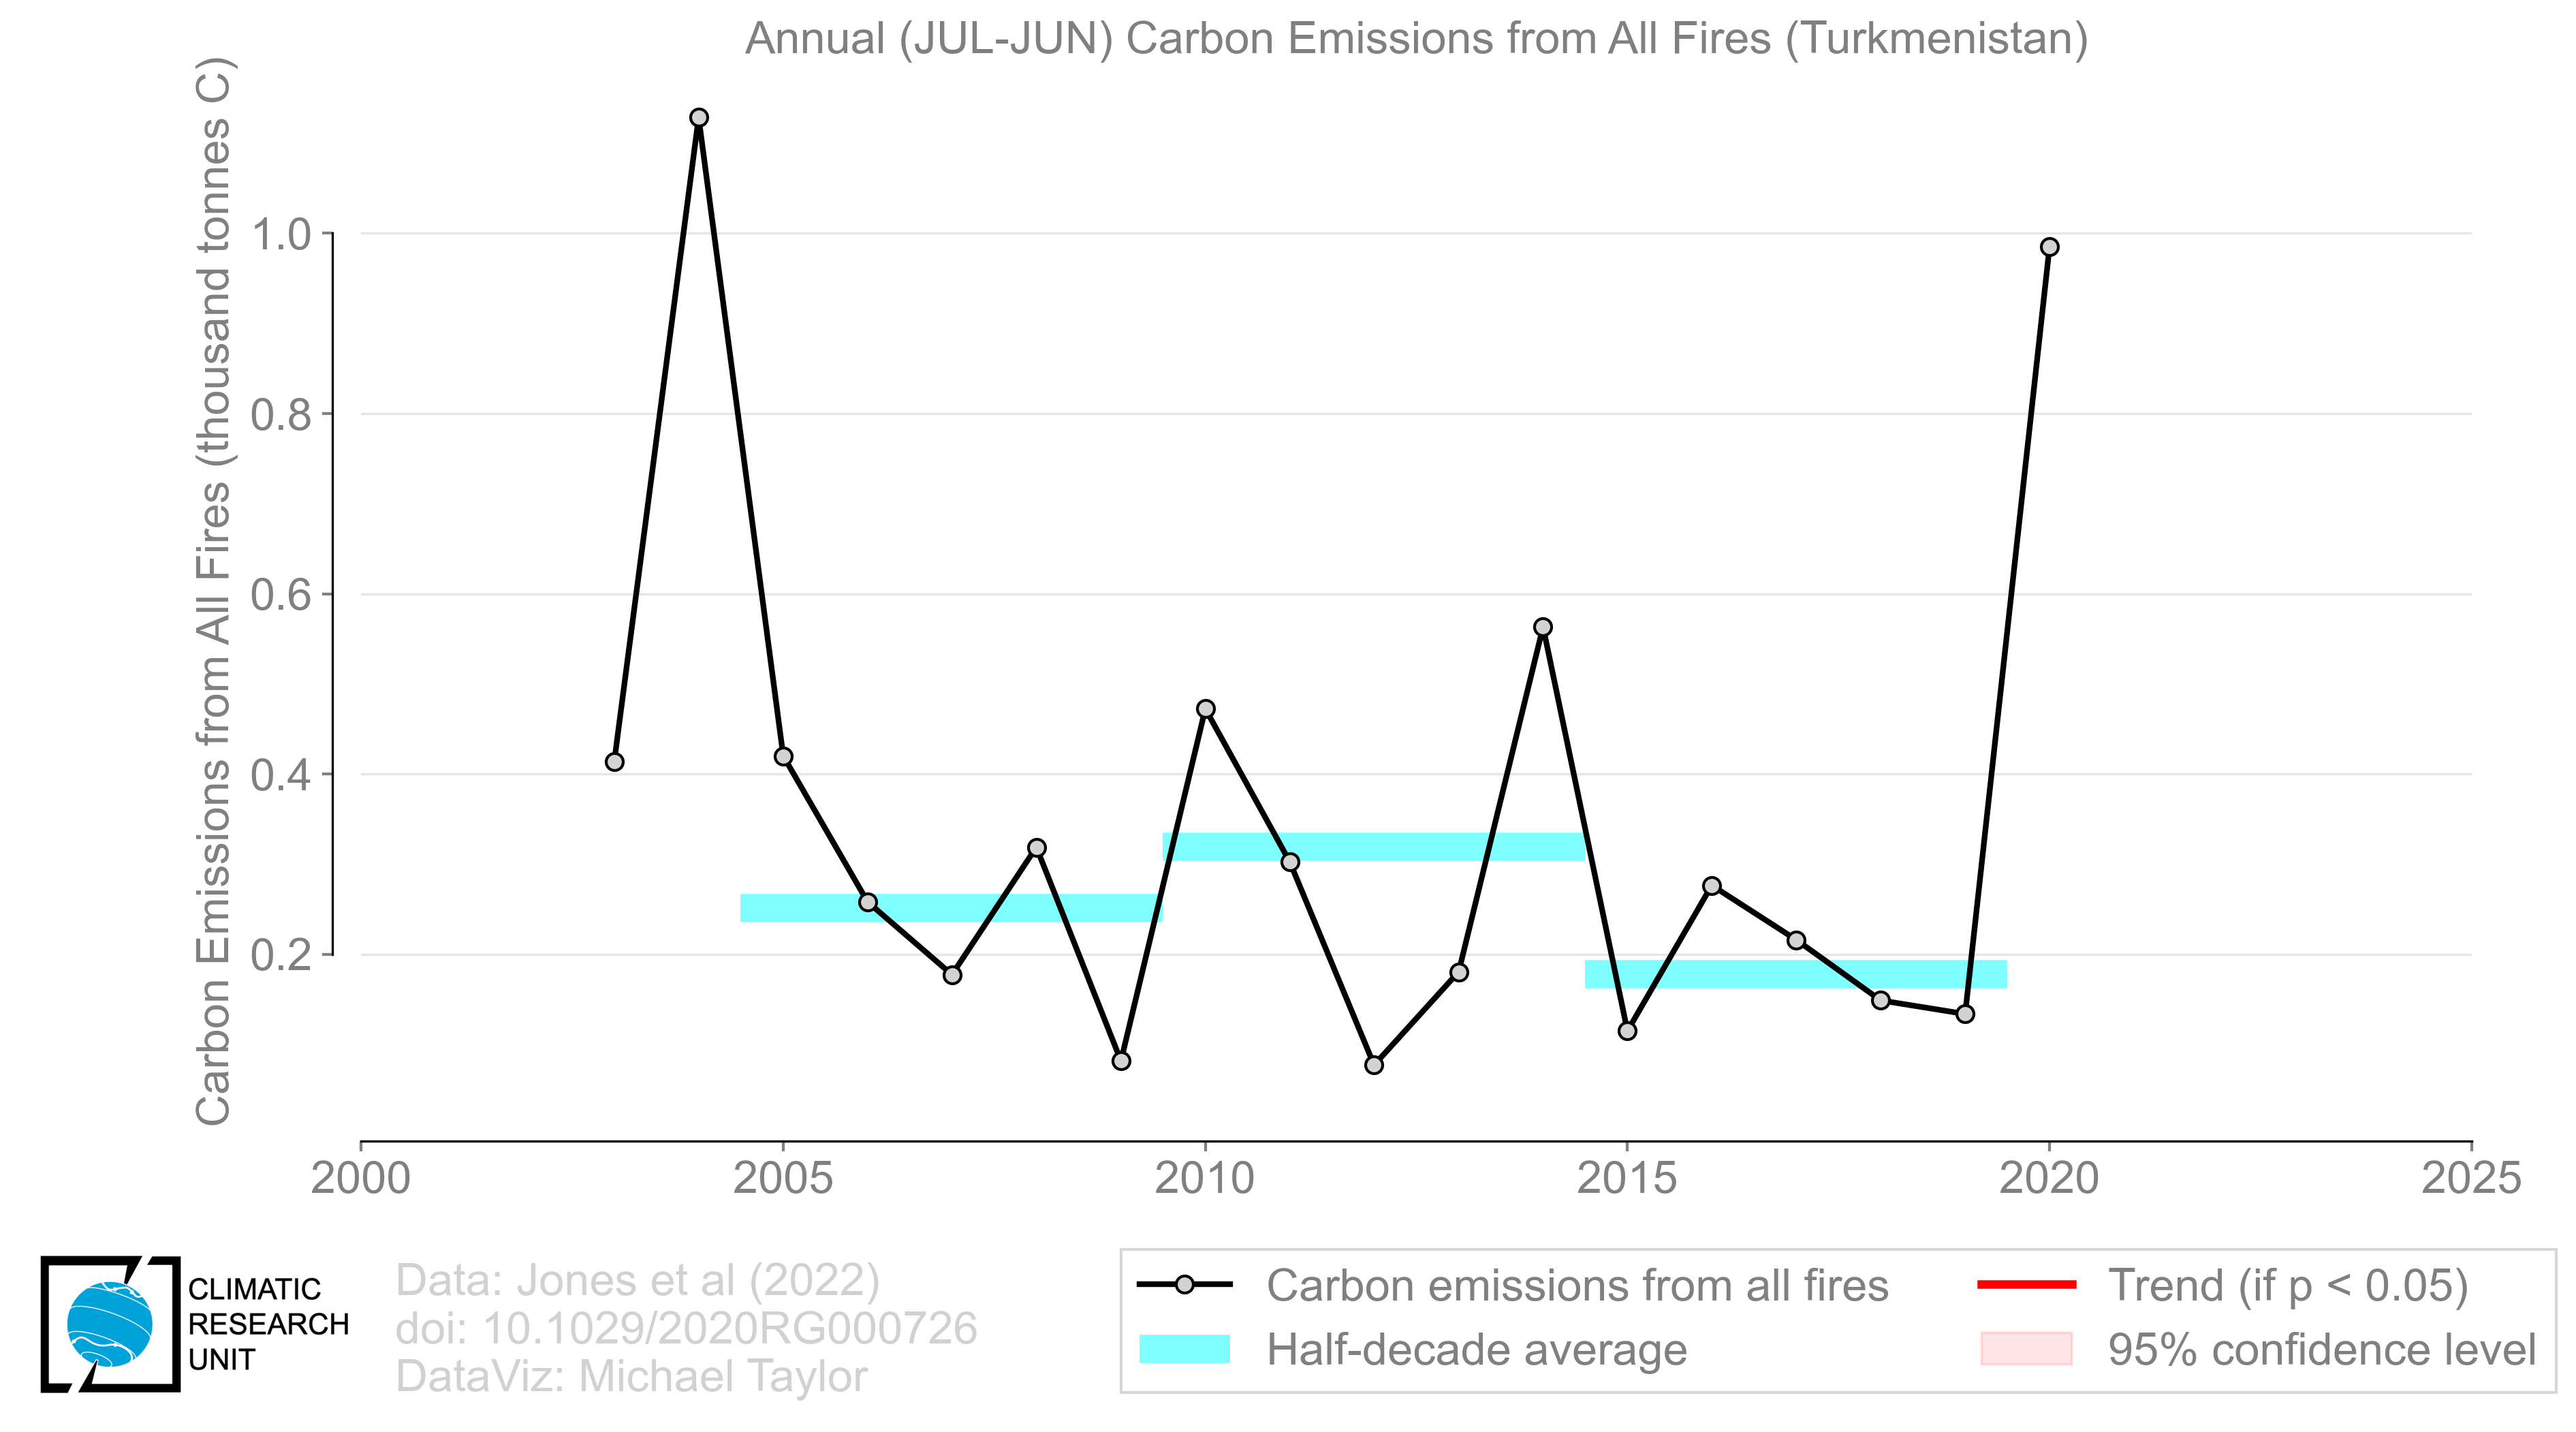 Annual (JUL-JUN) Carbon Emissions from All Fires (Turkmenistan)
Carbon Emissions from All Fires (thousand tonnes C)
1.0
0.8
0.6
0.4
0.2
2000 2005 2010 2015 2020 2025
CLIMATIC
RESEARCH
UNIT
Data: Jones et al (2022)
doi: 10.1029/2020RG000726
DataViz: Michael Taylor
Carbon emissions from all fires
Half-decade average
Trend (if p < 0.05)
95% confidence level